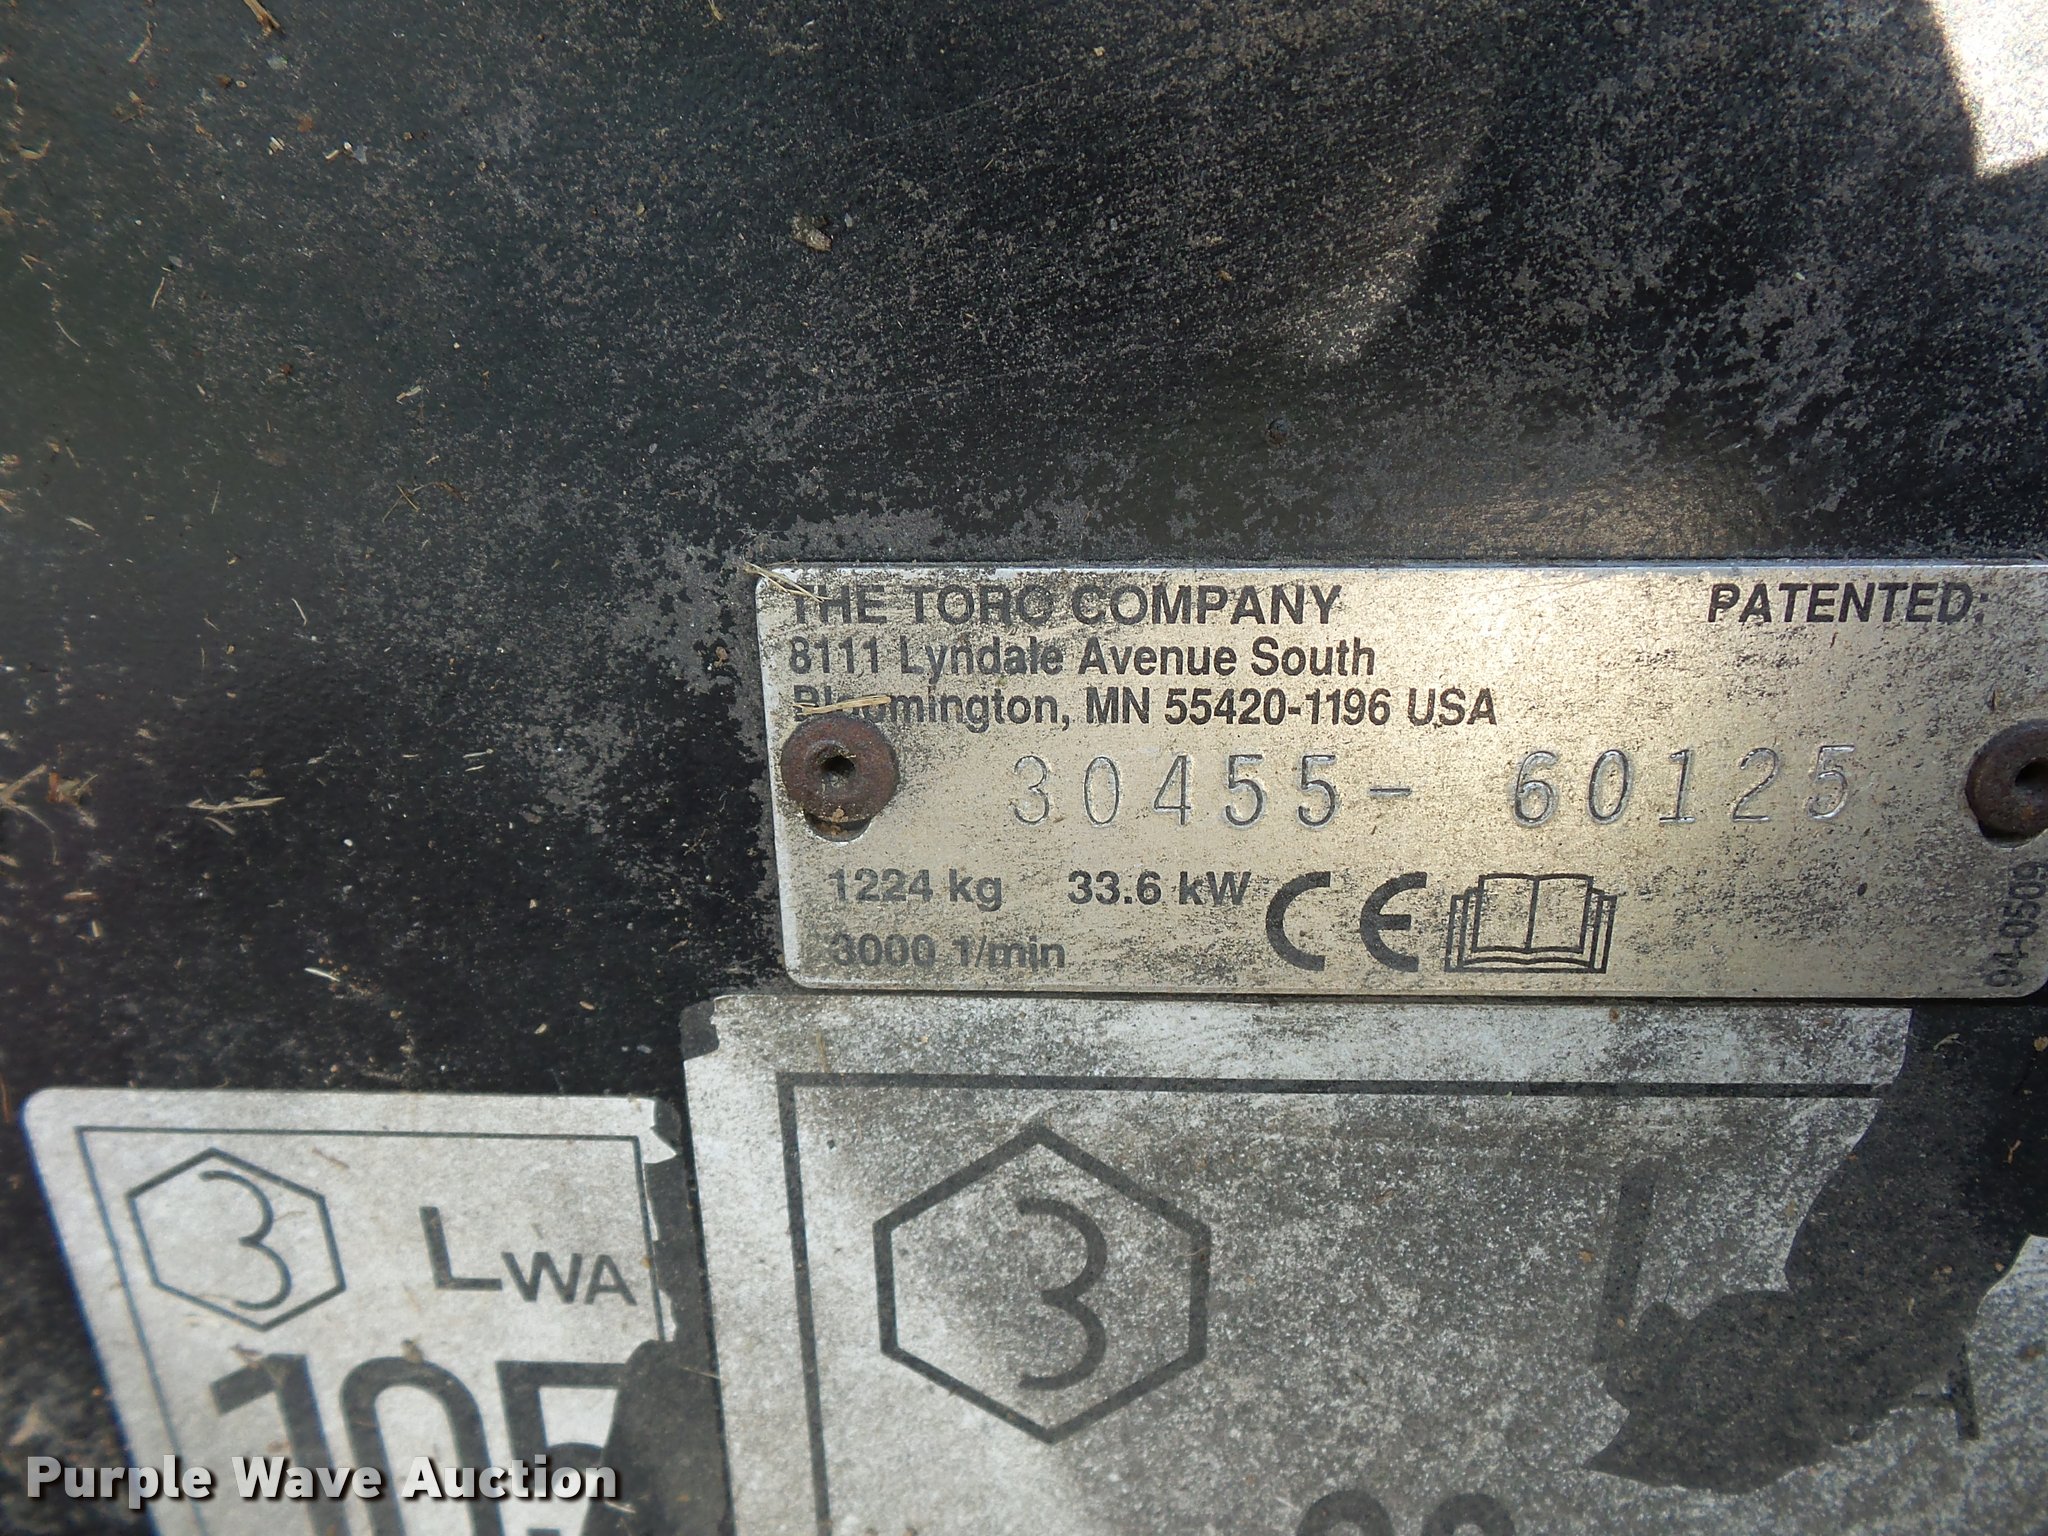 THE TORO COMPANY
PATENTED:
8111 Lyndale Avenue South
Bloomington, MN 55420-1196 USA
30455- 60125
1224 kg 33.6 kW CE
3000 1/min
94-0509
3 LWA
105
3
Purple Wave Auction